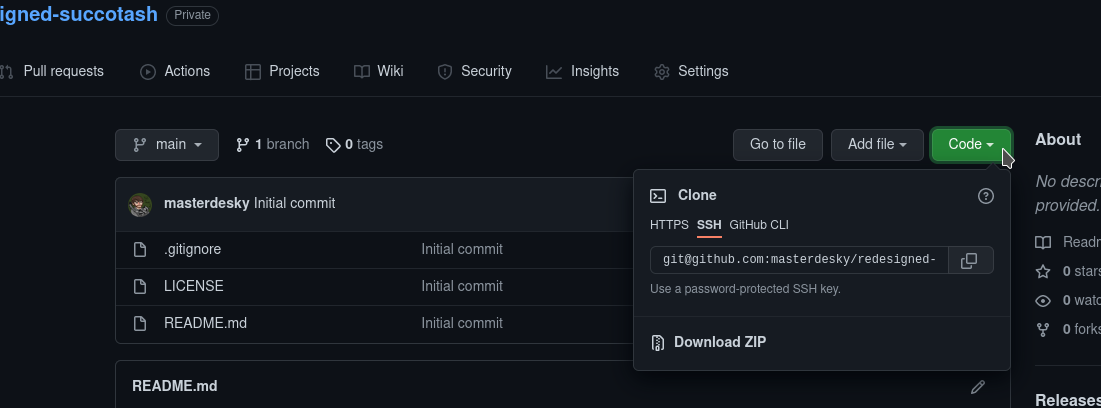 igned-succotash Private
Pull requests Actions Projects Wiki Security Insights Settings
main 1 branch 0 tags Go to file Add file Code
masterdesky Initial commit
.gitignore Initial commit
LICENSE Initial commit
README.md Initial commit
Clone
HTTPS SSH GitHub CLI
git@github.com:masterdesky/redesigned-
Use a password-protected SSH key.
Download ZIP
README.md
About
No descr
provided.
Readr
0 stars
0 watc
0 forks
Releases